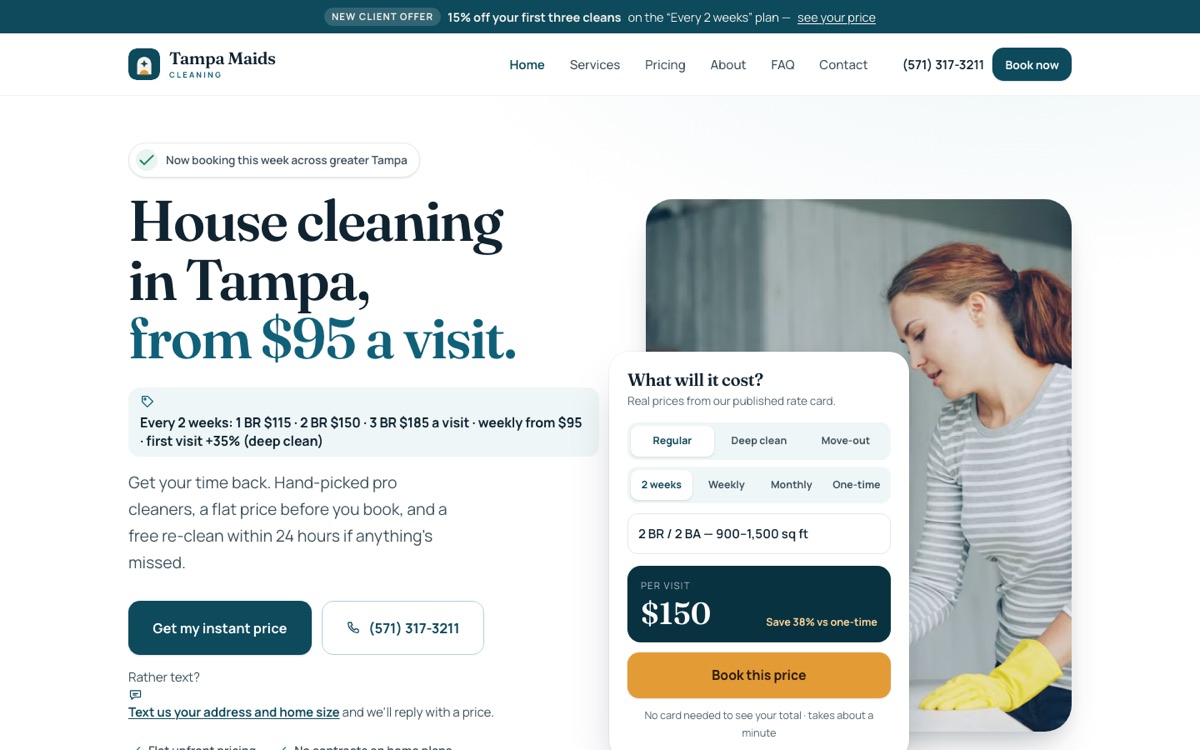 NEW CLIENT OFFER 15% off your first three cleans on the “Every 2 weeks” plan — see your price
Tampa Maids
CLEANING
Home Services Pricing About FAQ Contact (571) 317-3211 Book now
Now booking this week across greater Tampa
House cleaning
in Tampa,
from $95 a visit.
Every 2 weeks: 1 BR $115 · 2 BR $150 · 3 BR $185 a visit · weekly from $95
· first visit +35% (deep clean)
Get your time back. Hand-picked pro
cleaners, a flat price before you book, and a
free re-clean within 24 hours if anything's
missed.
Get my instant price (571) 317-3211
Rather text?
Text us your address and home size and we'll reply with a price.
Flat upfront pricing No contracts on home plans
What will it cost?
Real prices from our published rate card.
Regular Deep clean Move-out
2 weeks Weekly Monthly One-time
2 BR / 2 BA — 900–1,500 sq ft
PER VISIT
$150 Save 38% vs one-time
Book this price
No card needed to see your total · takes about a
minute